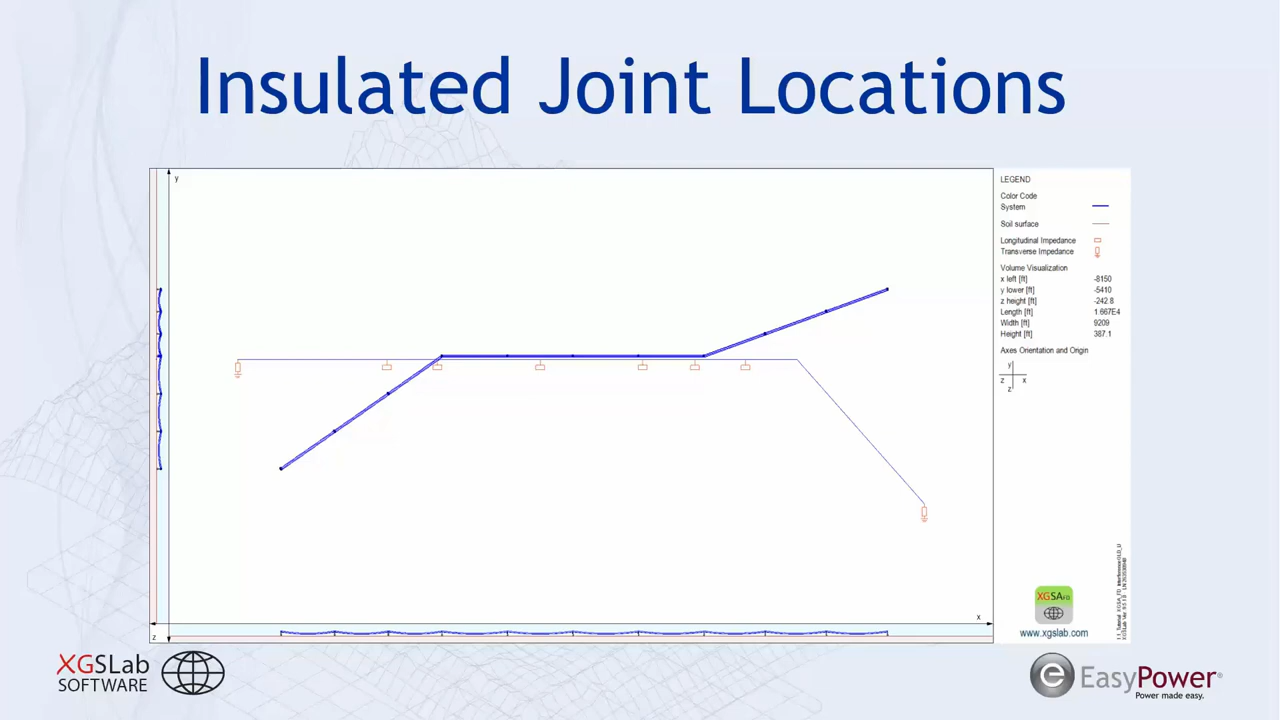 Insulated Joint Locations
y
LEGEND
Color Code
System
Soil surface
Longitudinal Impedance
Transverse Impedance
Volume Visualization
x left [ft] -8150
y lower [ft] -5410
z height [ft] -242.8
Length [ft] 1.667E4
Width [ft] 9209
Height [ft] 387.1
Axes Orientation and Origin
y
z x
z
XGSAFD
www.xgslab.com
x
z
XGSLab
SOFTWARE
e EasyPower®
Power made easy.